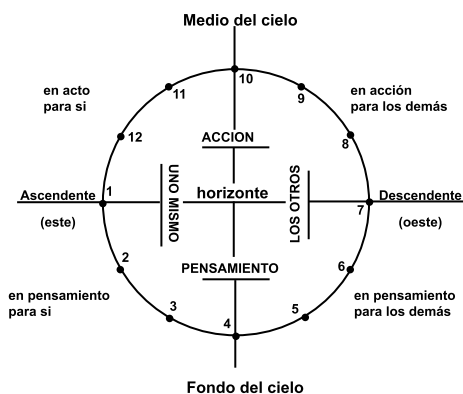 Medio del cielo
10
11
9
en acto
para si
en acción
para los demás
12
8
ACCION
UNO MISMO
LOS OTROS
horizonte
Ascendente
1
(este)
Descendente
7
(oeste)
PENSAMIENTO
2
6
en pensamiento
para si
en pensamiento
para los demás
3
5
4
Fondo del cielo